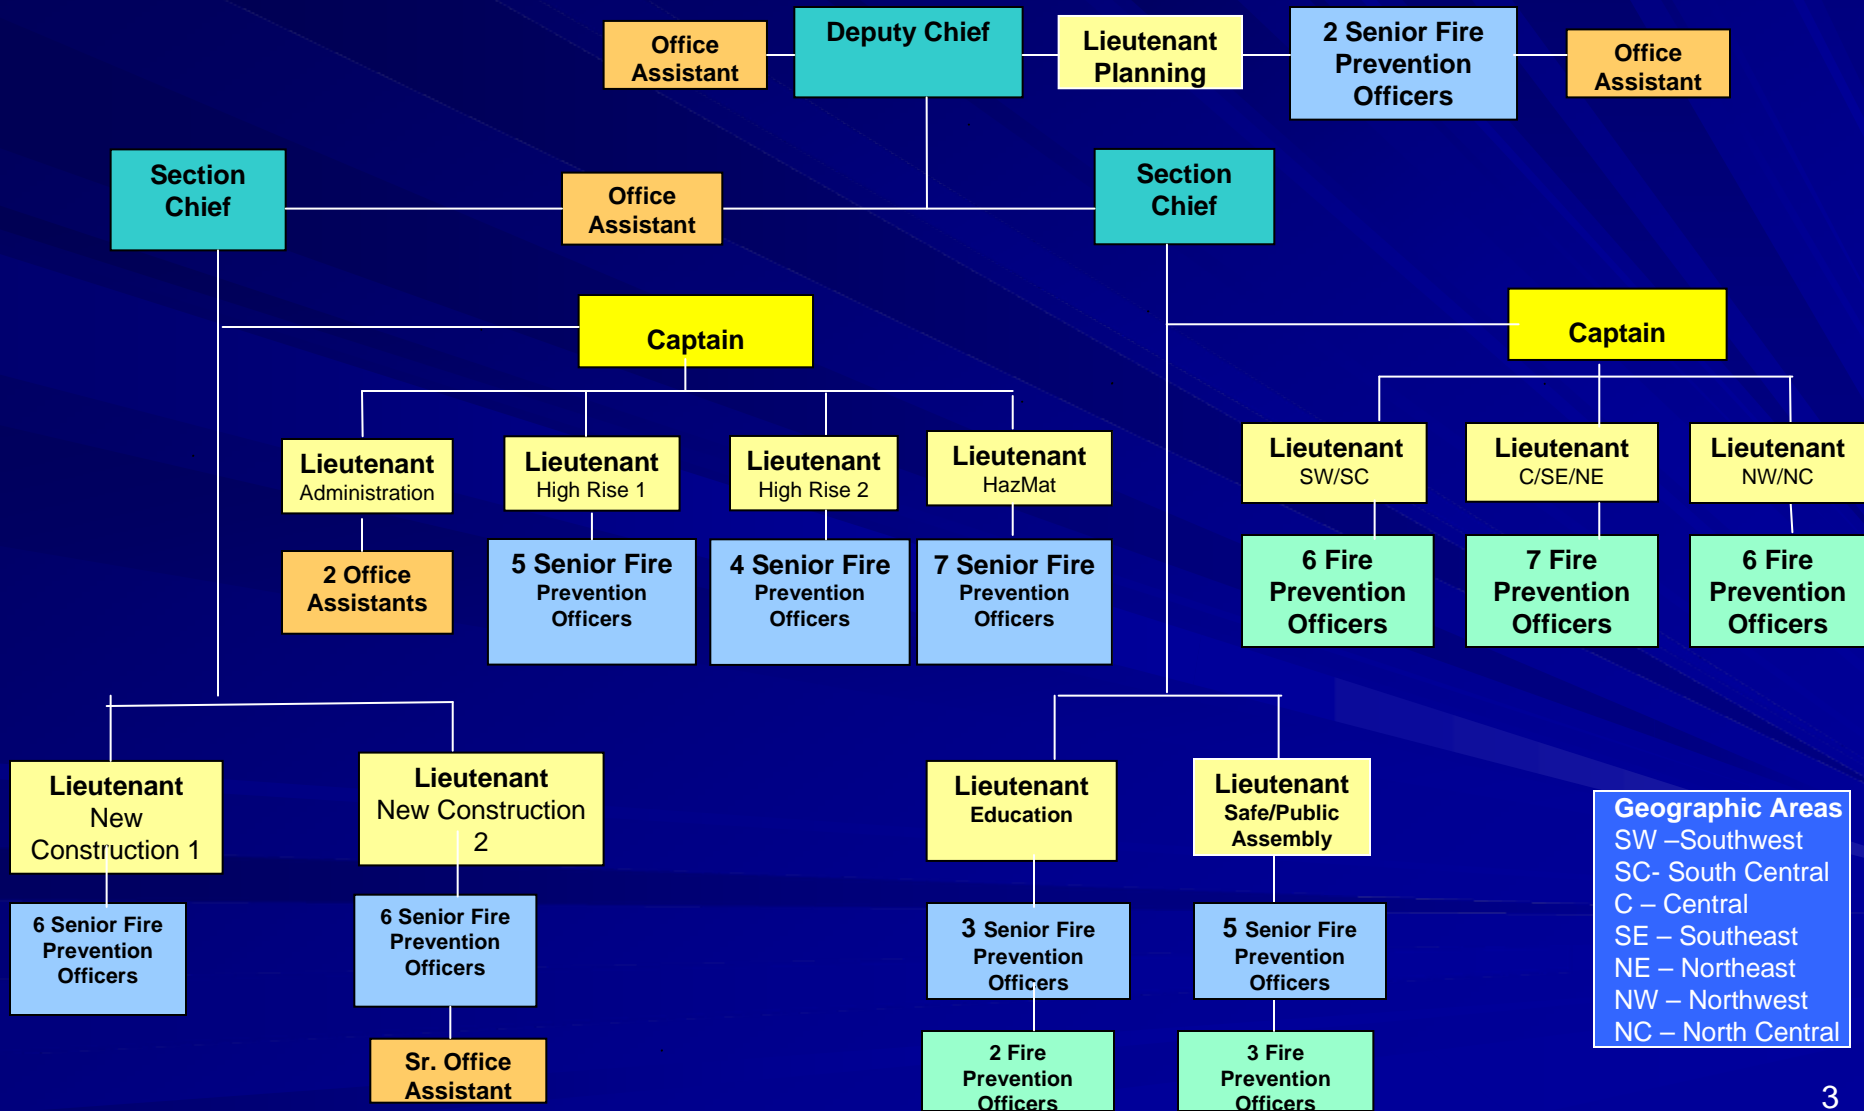 Office
Assistant
Deputy Chief
Lieutenant
Planning
2 Senior Fire
Prevention
Officers
Office
Assistant
Section
Chief
Office
Assistant
Section
Chief
Captain
Captain
Lieutenant
Administration
Lieutenant
High Rise 1
Lieutenant
High Rise 2
Lieutenant
HazMat
Lieutenant
SW/SC
Lieutenant
C/SE/NE
Lieutenant
NW/NC
2 Office
Assistants
5 Senior Fire
Prevention
Officers
4 Senior Fire
Prevention
Officers
7 Senior Fire
Prevention
Officers
6 Fire
Prevention
Officers
7 Fire
Prevention
Officers
6 Fire
Prevention
Officers
Lieutenant
New
Construction 1
Lieutenant
New Construction
2
Lieutenant
Education
Lieutenant
Safe/Public
Assembly
6 Senior Fire
Prevention
Officers
6 Senior Fire
Prevention
Officers
3 Senior Fire
Prevention
Officers
5 Senior Fire
Prevention
Officers
Sr. Office
Assistant
2 Fire
Prevention
Officers
3 Fire
Prevention
Officers
Geographic Areas
SW –Southwest
SC- South Central
C – Central
SE – Southeast
NE – Northeast
NW – Northwest
NC – North Central
3